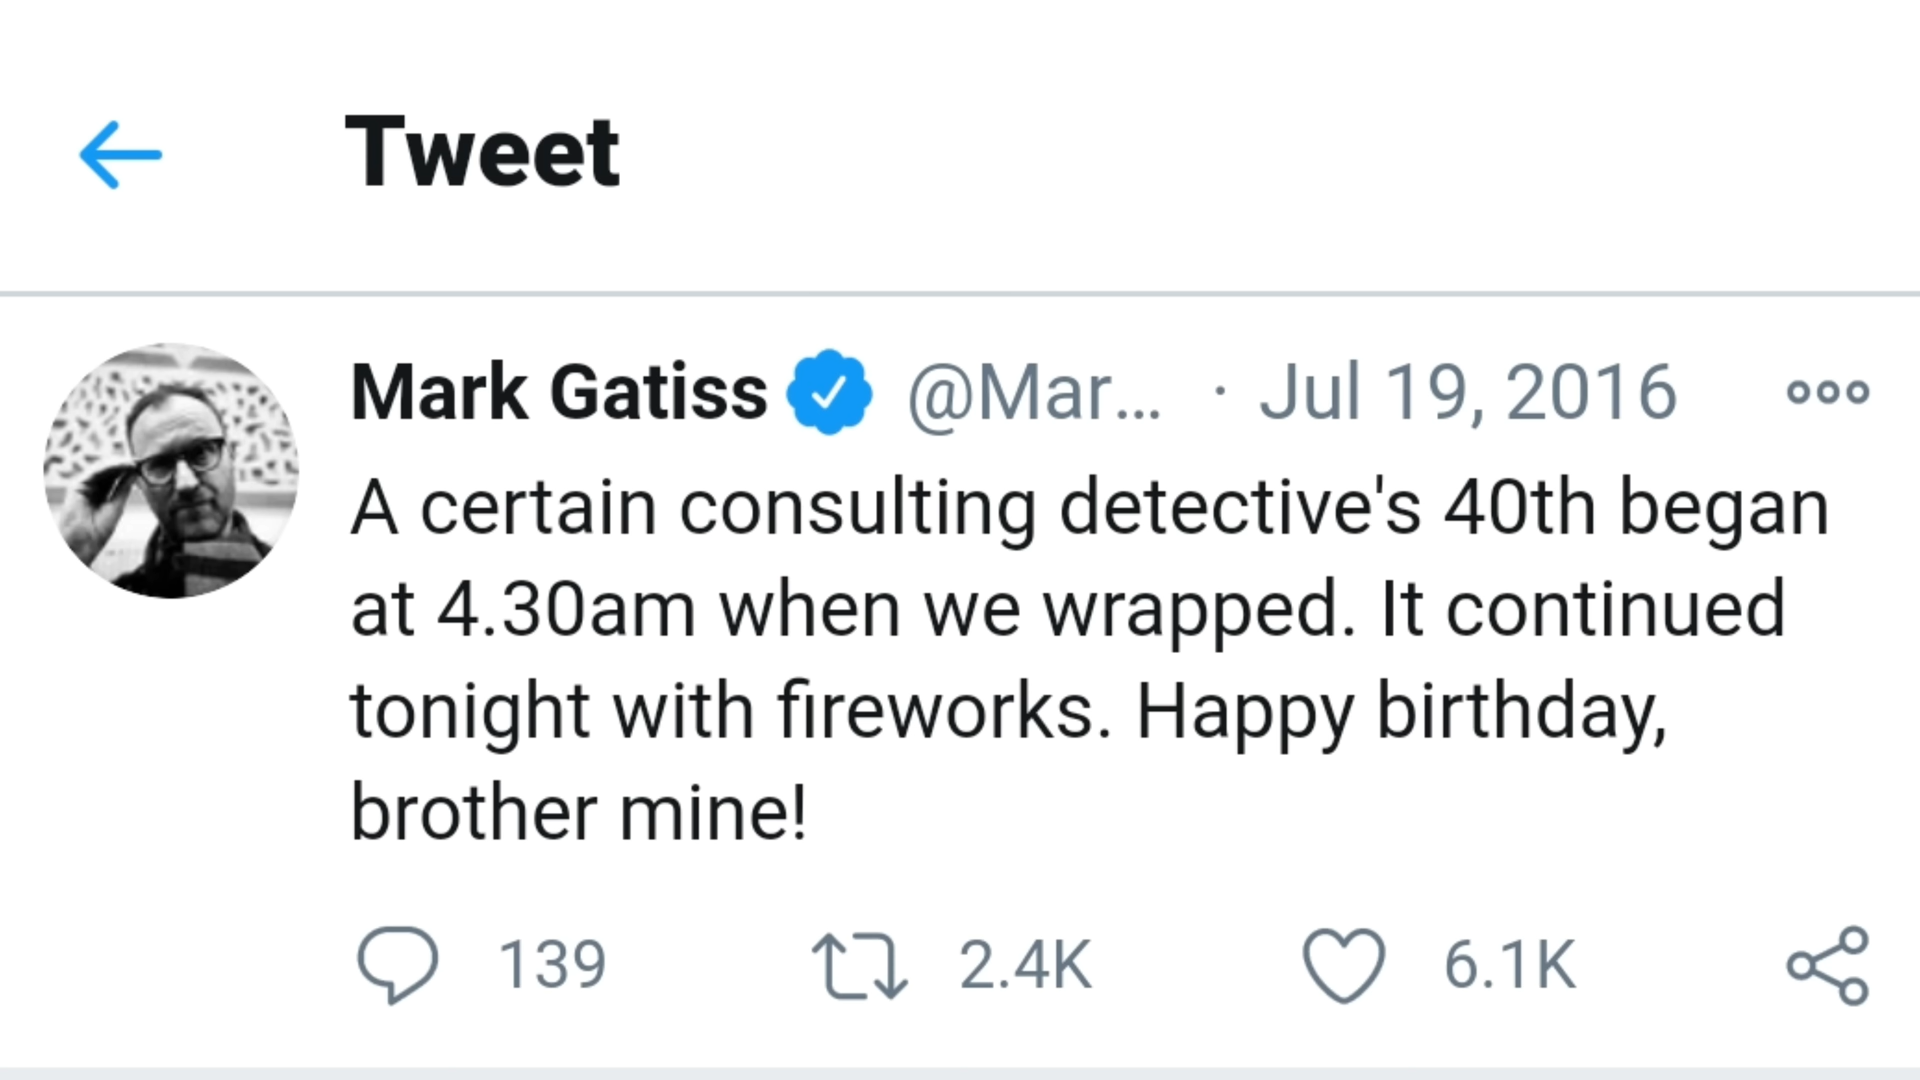 Tweet
Mark Gatiss @Mar... · Jul 19, 2016
A certain consulting detective's 40th began
at 4.30am when we wrapped. It continued
tonight with fireworks. Happy birthday,
brother mine!
139 2.4K 6.1K